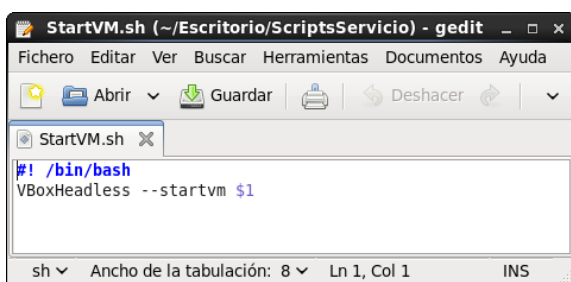 StartVM.sh (~/Escritorio/ScriptsServicio) - gedit
Fichero Editar Ver Buscar Herramientas Documentos Ayuda
Abrir Guardar Deshacer
StartVM.sh
#! /bin/bash
VBoxHeadless --startvm $1
sh Ancho de la tabulación: 8 Ln 1, Col 1 INS